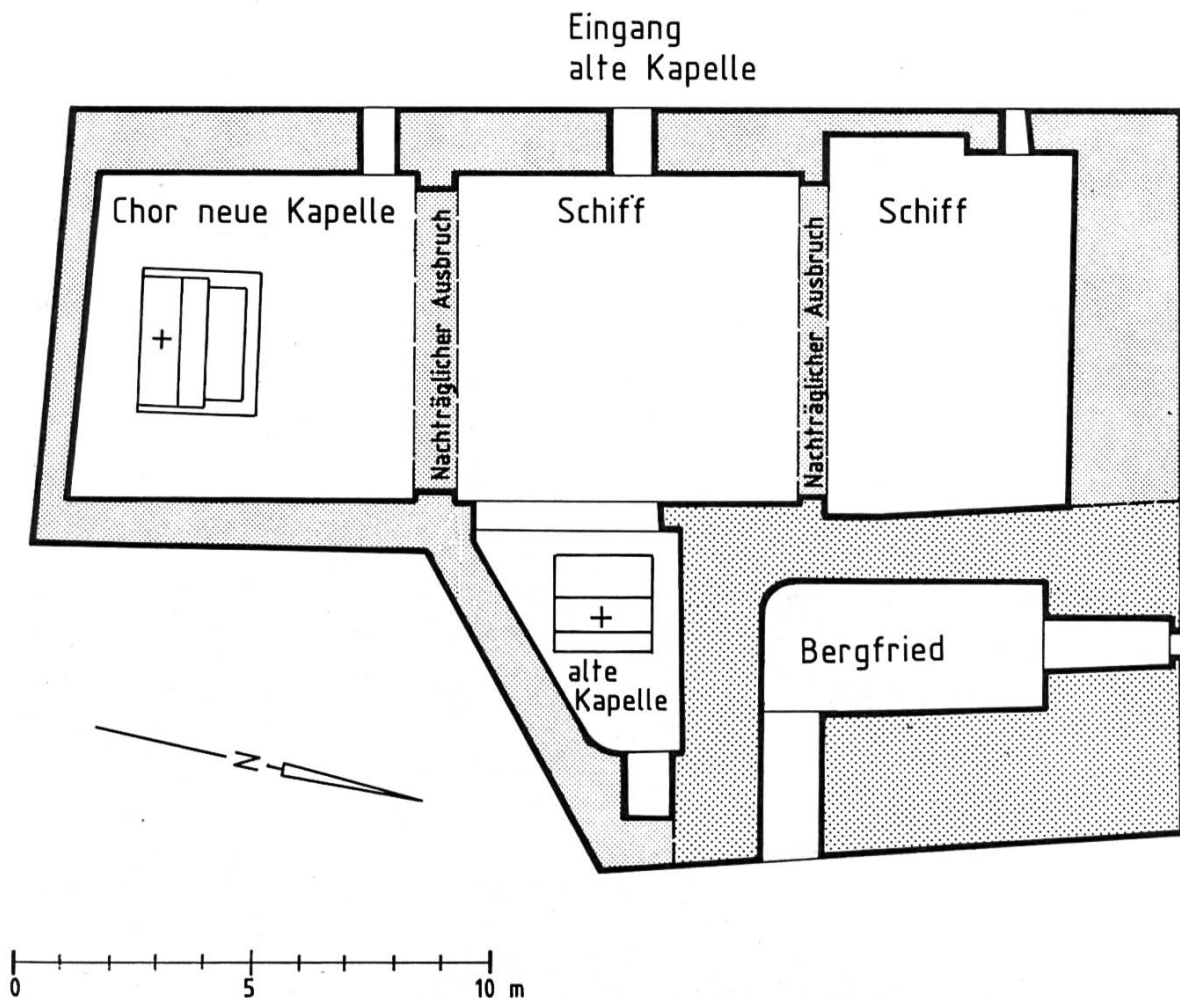 Eingang
alte Kapelle
Chor neue Kapelle
Nachträglicher Ausbruch
Schiff
Nachträglicher Ausbruch
Schiff
alte
Kapelle
Bergfried
N
0 5 10 m